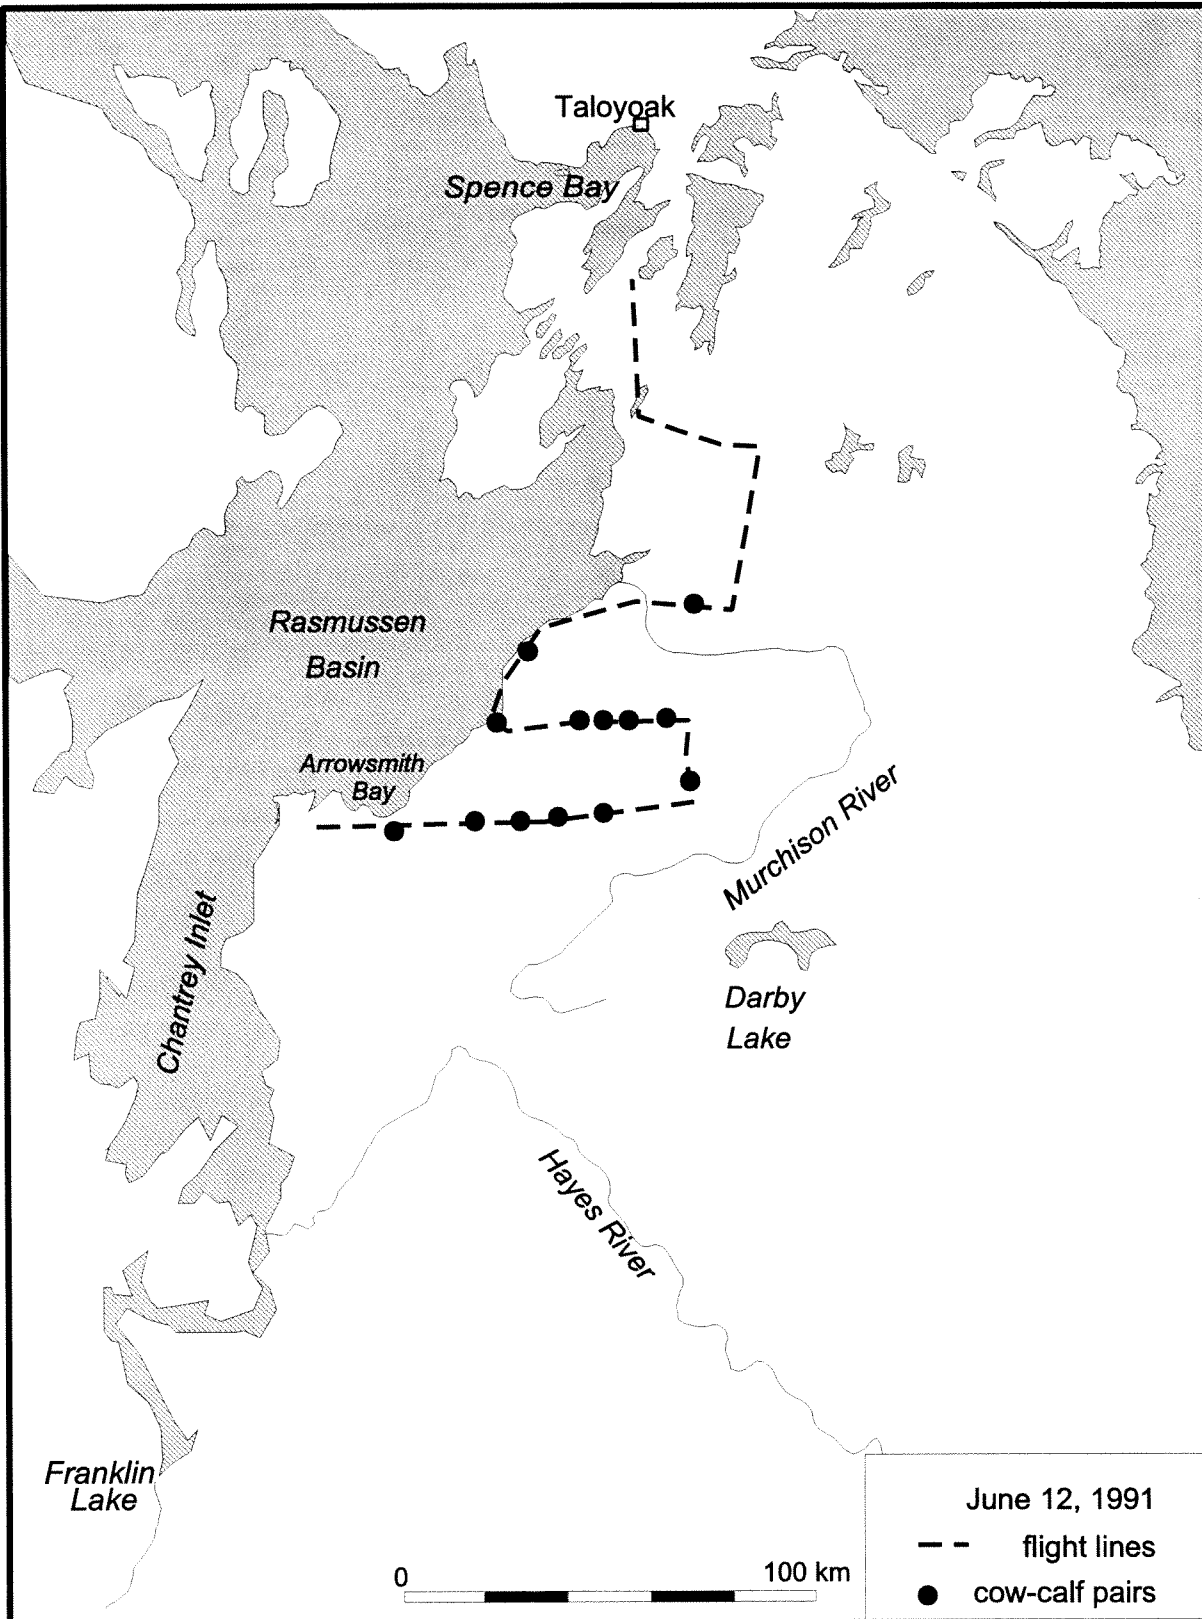 Taloyoak
Spence Bay
Rasmussen
Basin
Arrowsmith
Bay
Murchison River
Chantrey Inlet
Darby
Lake
Hayes River
Franklin
Lake
0
100 km
June 12, 1991
flight lines
cow-calf pairs